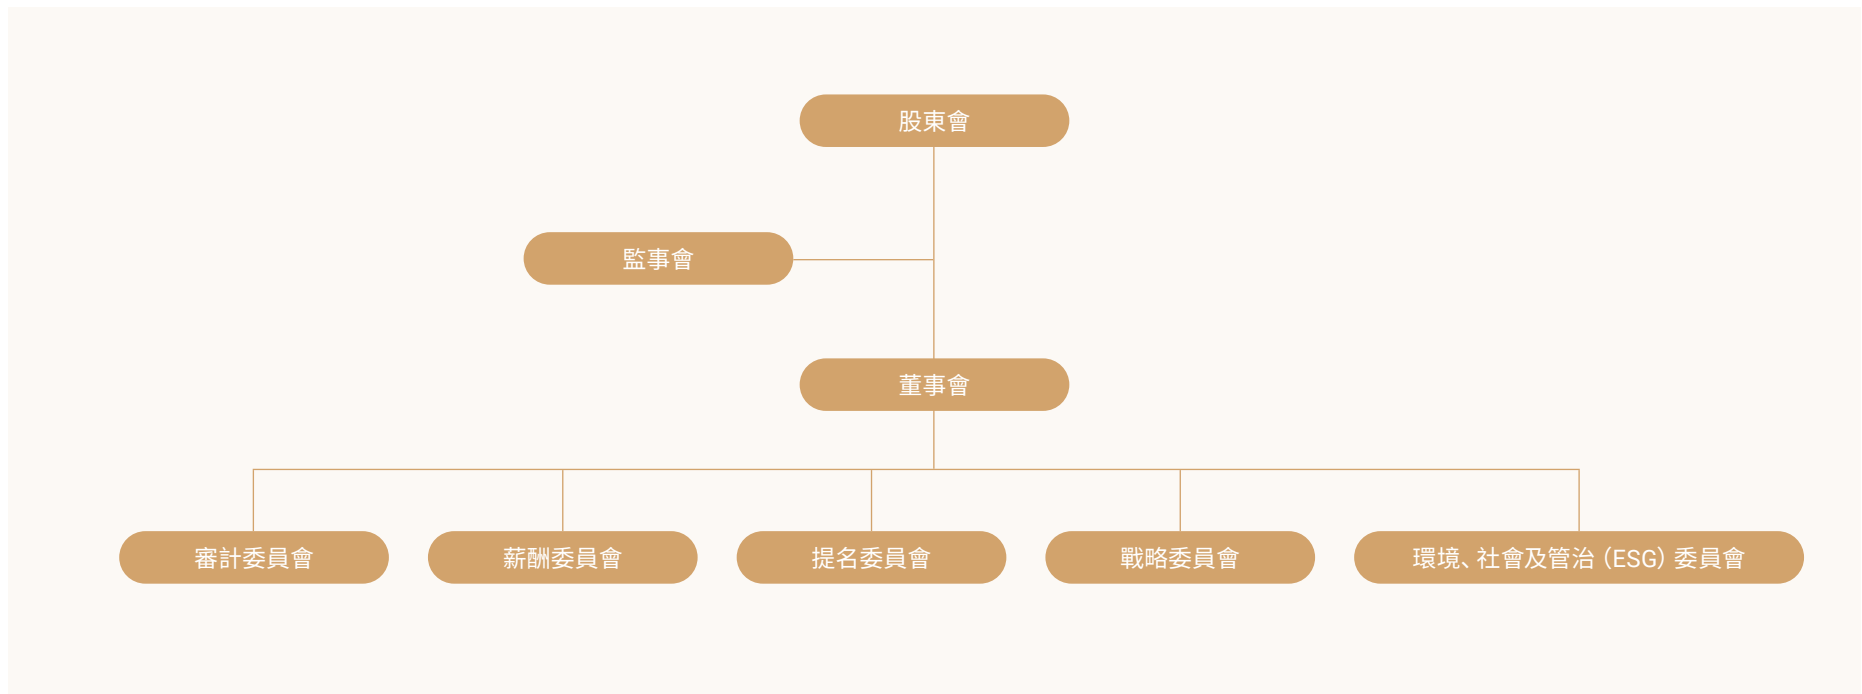 股東會
監事會
董事會
審計委員會
薪酬委員會
提名委員會
戰略委員會
環境、社會及管治（ESG）委員會